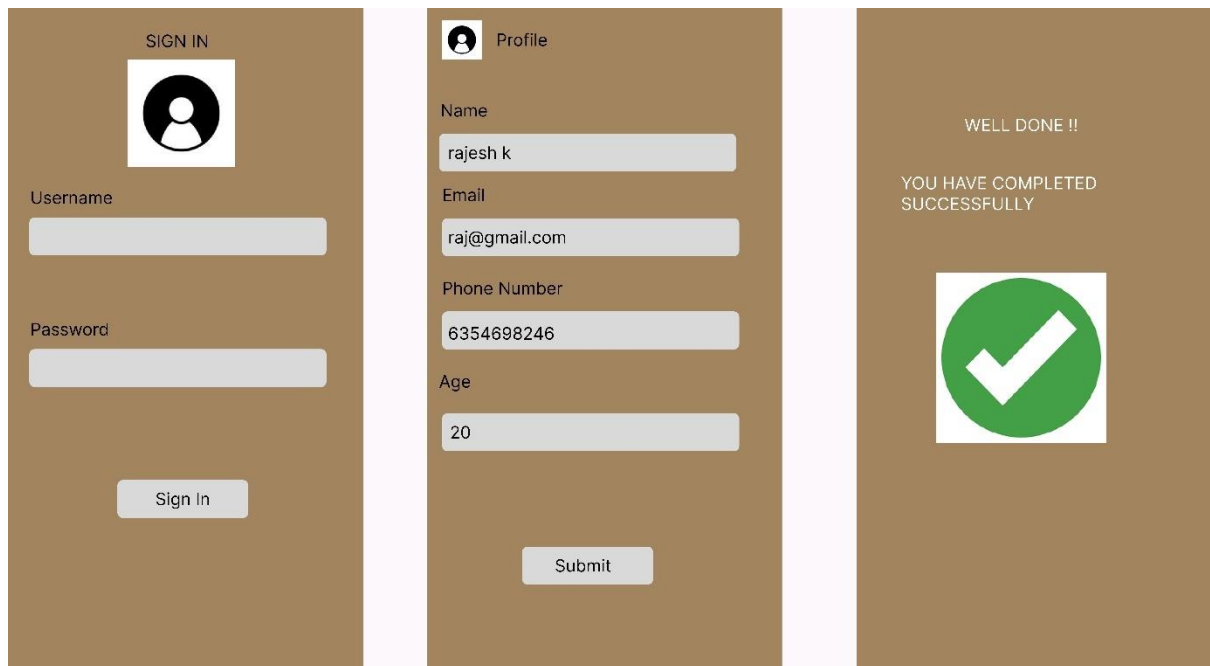 SIGN IN
Username
Password
Sign In
Profile
Name
rajesh k
Email
raj@gmail.com
Phone Number
6354698246
Age
20
Submit
WELL DONE !!
YOU HAVE COMPLETED
SUCCESSFULLY